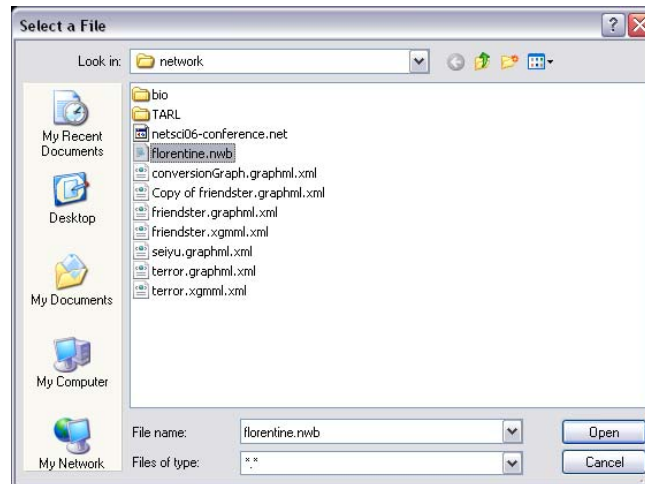 Select a File
Look in:
network
My Recent
Documents
Desktop
My Documents
My Computer
My Network
bio
TARL
netsci06-conference.net
florentine.nwb
conversionGraph.graphml.xml
Copy of friendster.graphml.xml
friendster.graphml.xml
friendster.xgmml.xml
seiyu.graphml.xml
terror.graphml.xml
terror.xgmml.xml
File name:
florentine.nwb
Open
Files of type:
*.*
Cancel